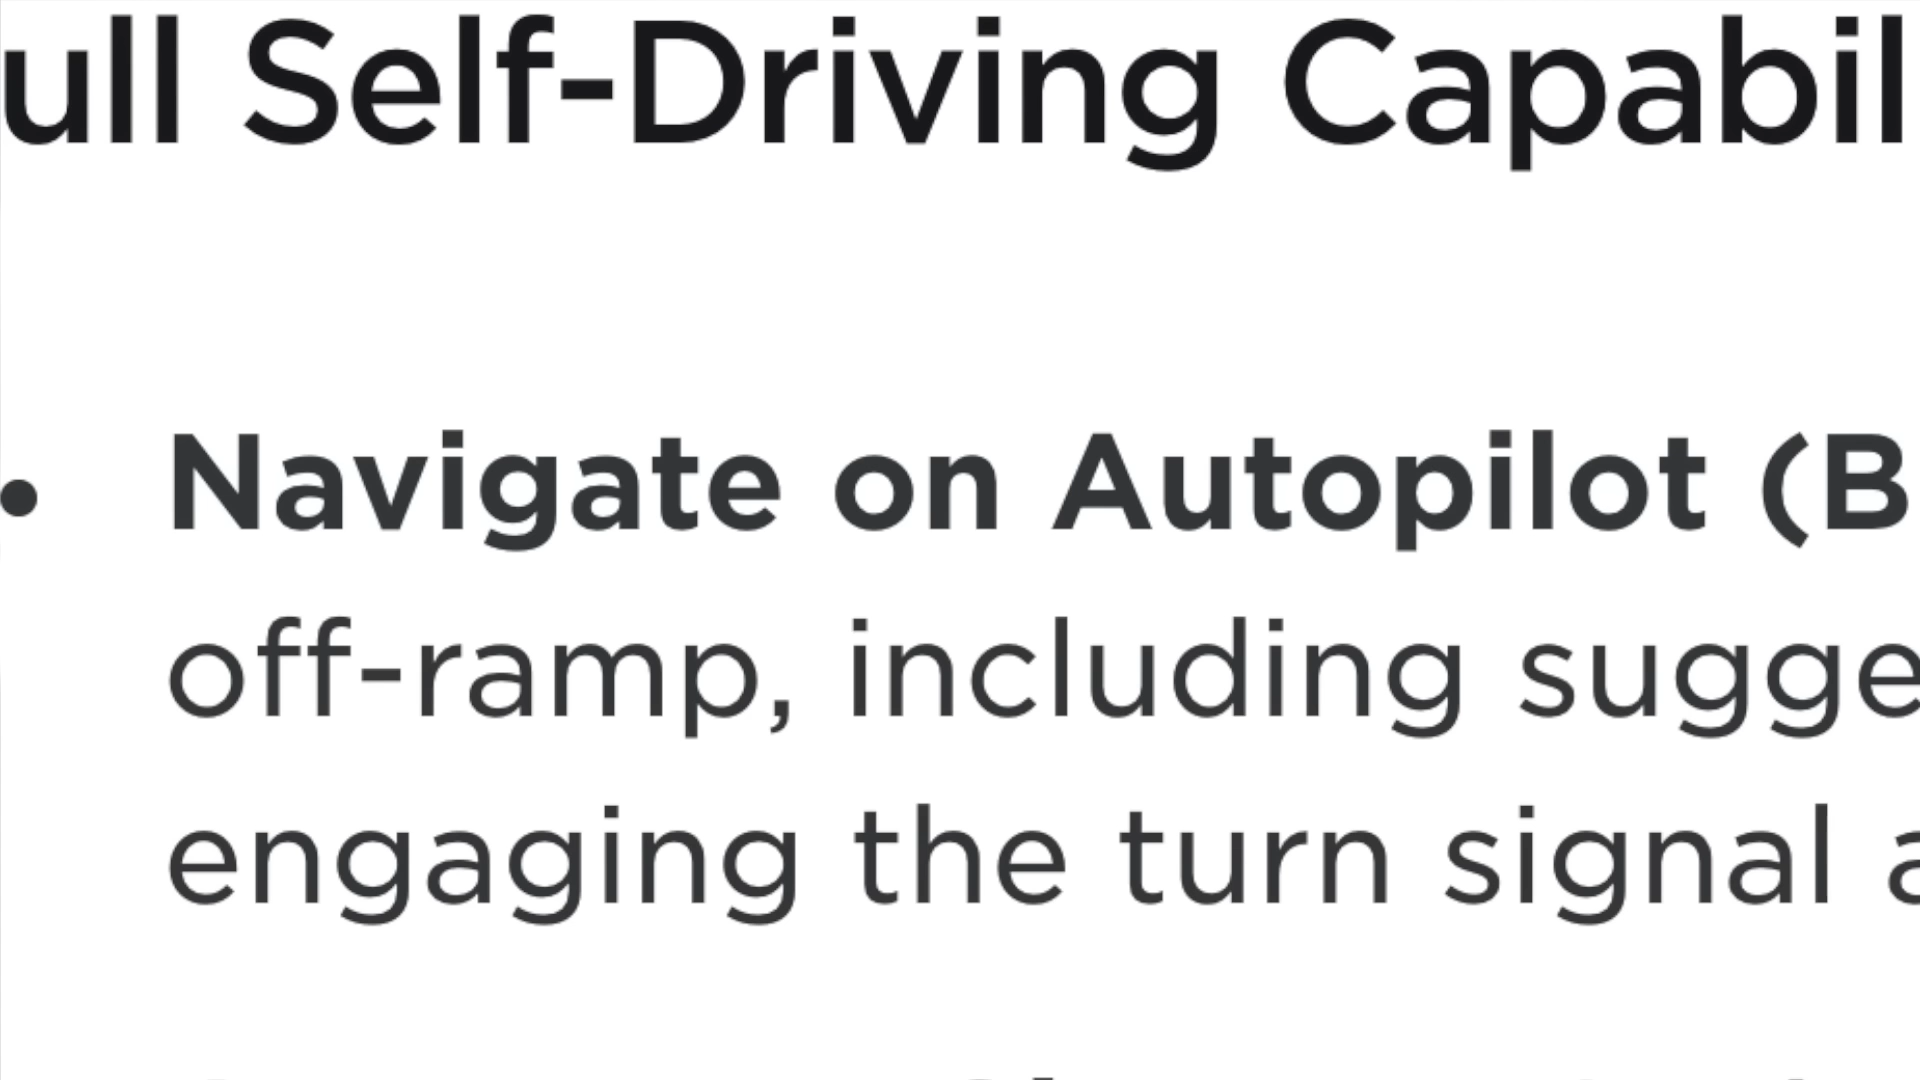 ull Self-Driving Capabil
• Navigate on Autopilot (B
off-ramp, including sugge
engaging the turn signal a